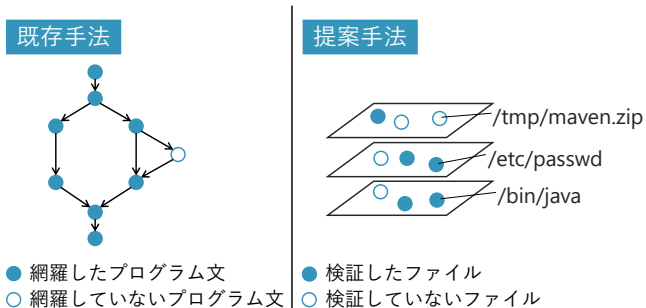 既存手法
提案手法
/tmp/maven.zip
/etc/passwd
/bin/java
網羅したプログラム文
網羅していないプログラム文
検証したファイル
検証していないファイル